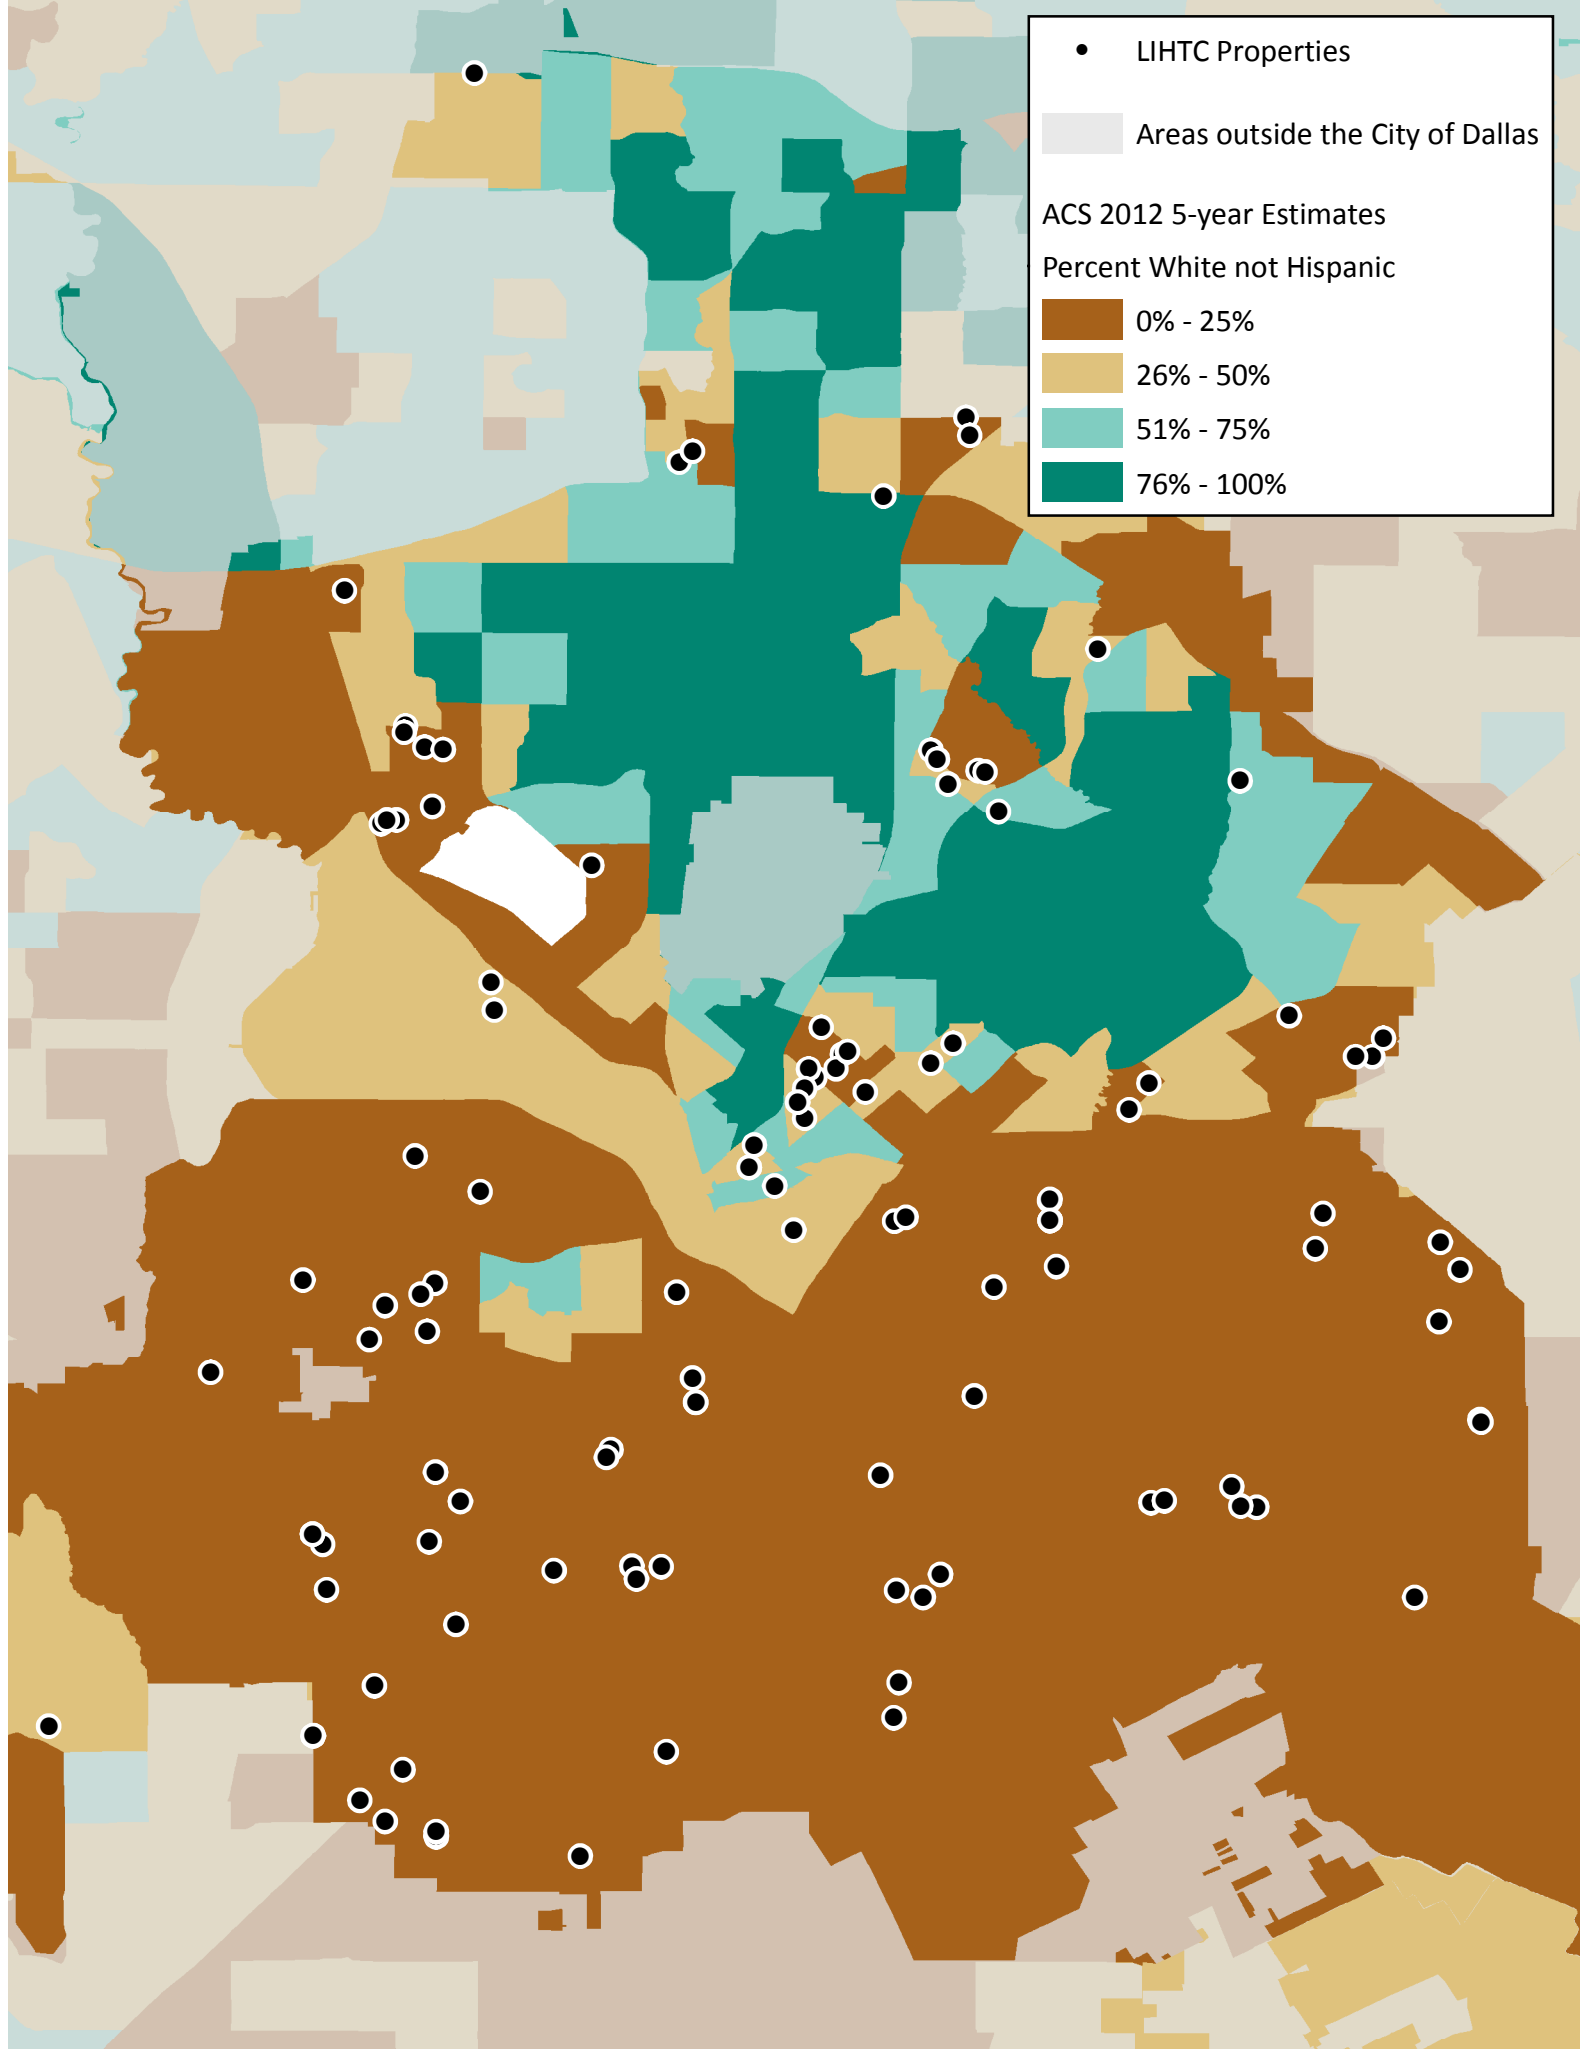 LIHTC Properties
Areas outside the City of Dallas
ACS 2012 5-year Estimates
Percent White not Hispanic
0% - 25%
26% - 50%
51% - 75%
76% - 100%